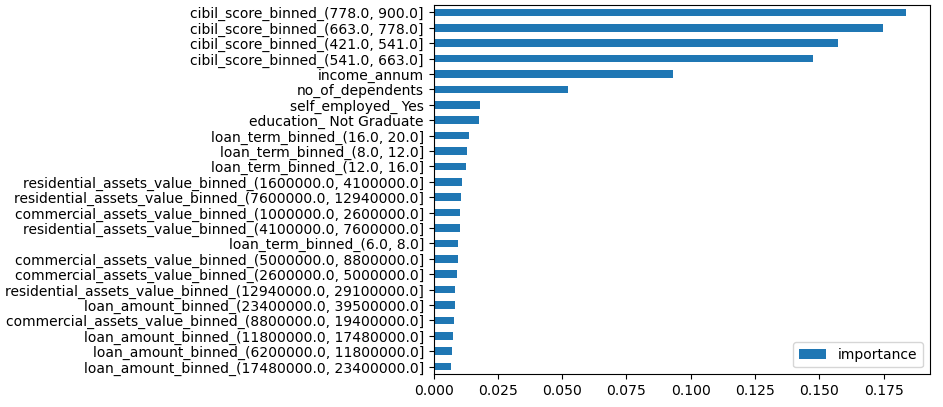 cibil_score_binned_(778.0, 900.0]
cibil_score_binned_(663.0, 778.0]
cibil_score_binned_(421.0, 541.0]
cibil_score_binned_(541.0, 663.0]
income_annum
no_of_dependents
self_employed_ Yes
education_ Not Graduate
loan_term_binned_(16.0, 20.0]
loan_term_binned_(8.0, 12.0]
loan_term_binned_(12.0, 16.0]
residential_assets_value_binned_(1600000.0, 4100000.0]
residential_assets_value_binned_(7600000.0, 12940000.0]
commercial_assets_value_binned_(1000000.0, 2600000.0]
residential_assets_value_binned_(4100000.0, 7600000.0]
loan_term_binned_(6.0, 8.0]
commercial_assets_value_binned_(5000000.0, 8800000.0]
commercial_assets_value_binned_(2600000.0, 5000000.0]
residential_assets_value_binned_(12940000.0, 29100000.0]
loan_amount_binned_(23400000.0, 39500000.0]
commercial_assets_value_binned_(8800000.0, 19400000.0]
loan_amount_binned_(11800000.0, 17480000.0]
loan_amount_binned_(6200000.0, 11800000.0]
loan_amount_binned_(17480000.0, 23400000.0]
importance
0.000 0.025 0.050 0.075 0.100 0.125 0.150 0.175